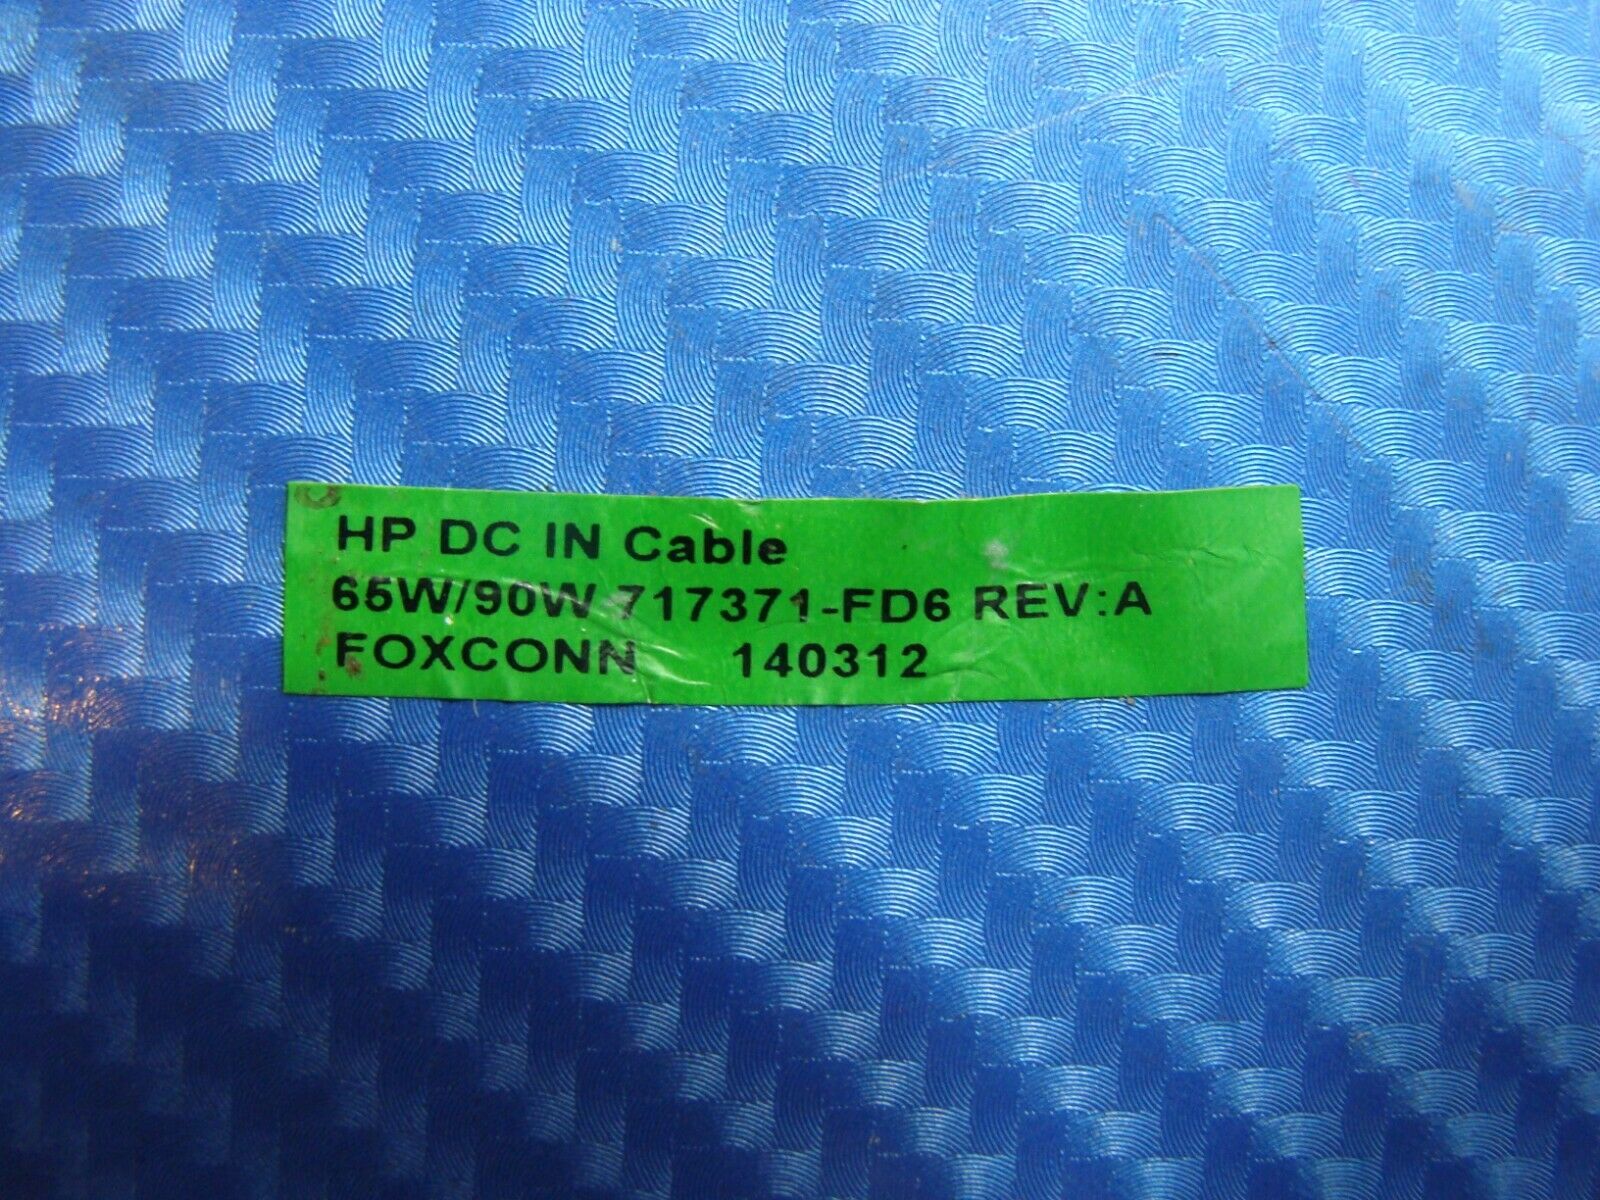 HP DC IN Cable
65W/90W 717371-FD6 REV:A
FOXCONN 140312